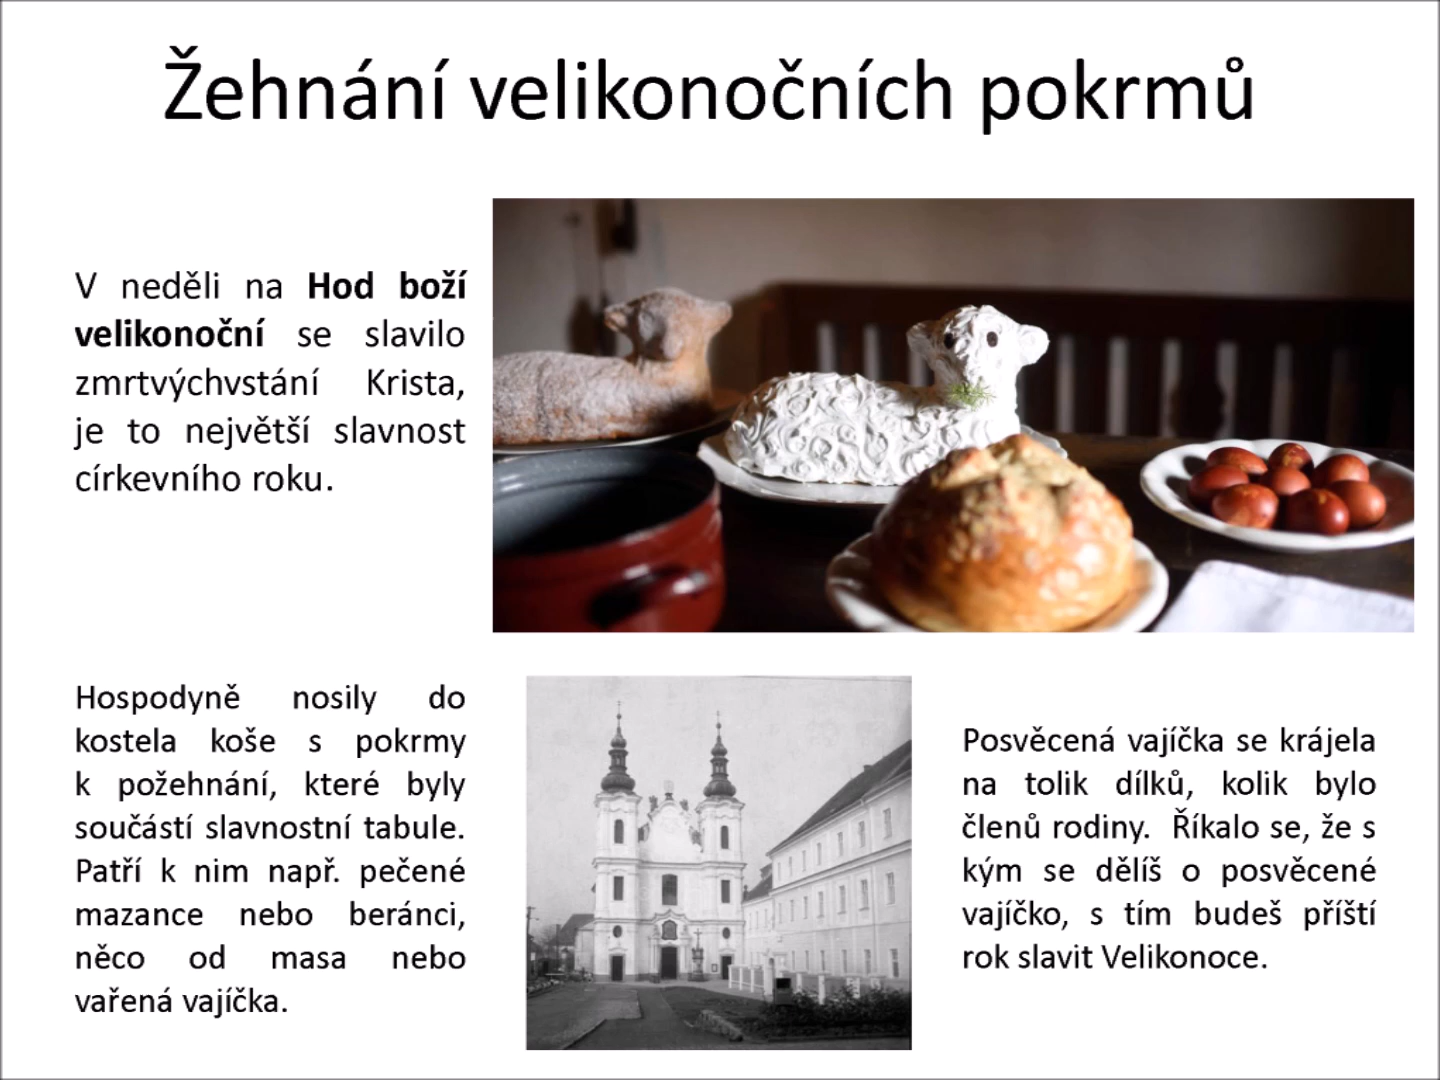 Žehnání velikonočních pokrmů
V neděli na Hod boží
velikonoční se slavilo
zmrtvýchvstání Krista,
je to největší slavnost
církevního roku.
Hospodyně nosily do
kostela koše s pokrmy
k požehnání, které byly
součástí slavnostní tabule.
Patří k nim např. pečené
mazance nebo beránci,
něco od masa nebo
vařená vajíčka.
Posvěcená vajíčka se krájela
na tolik dílků, kolik bylo
členů rodiny. Říkalo se, že s
kým se dělíš o posvěcené
vajíčko, s tím budeš příští
rok slavit Velikonoce.